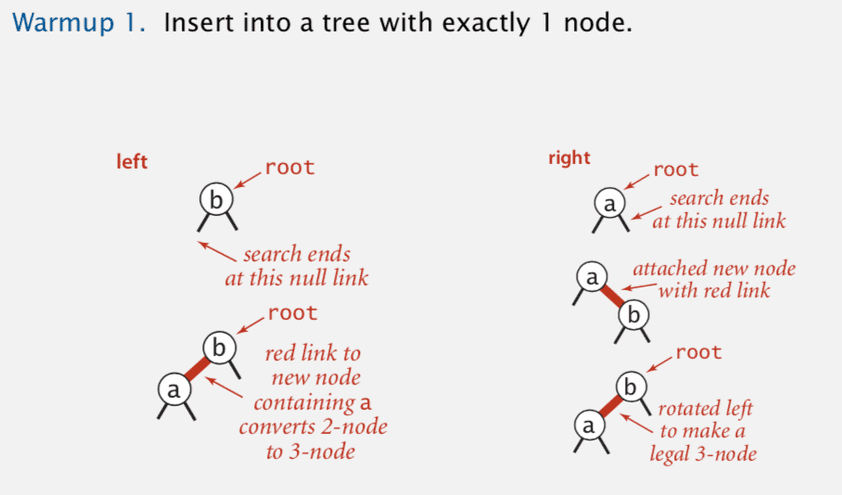 Warmup 1. Insert into a tree with exactly 1 node.
left
root
b
search ends
at this null link
root
b
a
red link to
new node
containing a
converts 2-node
to 3-node
right
root
a
search ends
at this null link
a
attached new node
with red link
b
root
b
a
rotated left
to make a
legal 3-node